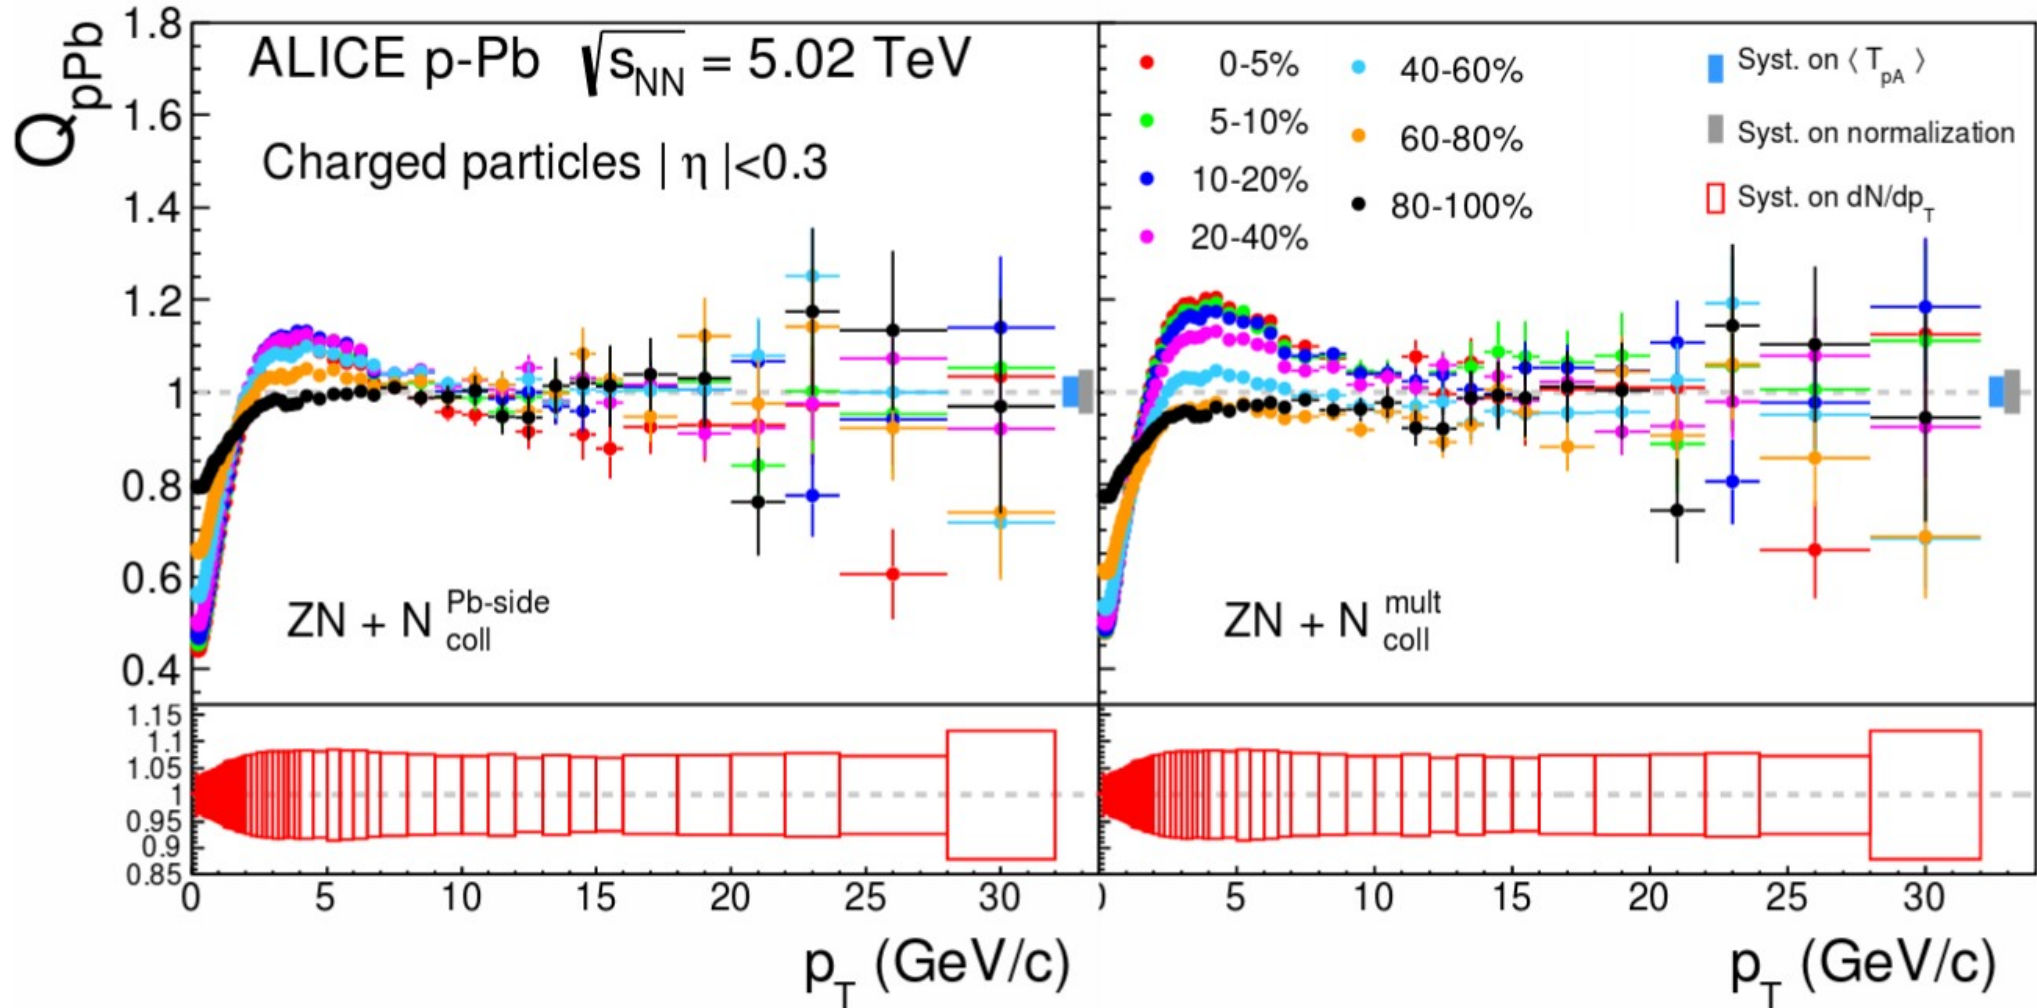 Q_pPb
1.8
1.6
1.4
1.2
1
0.8
0.6
0.4
ALICE p-Pb √s_NN = 5.02 TeV
Charged particles | η |<0.3
ZN + N_coll^Pb-side
0-5%
5-10%
10-20%
20-40%
40-60%
60-80%
80-100%
Syst. on ⟨ T_pA ⟩
Syst. on normalization
Syst. on dN/dp_T
ZN + N_coll^mult
1.15
1.1
1.05
1
0.95
0.9
0.85
0 5 10 15 20 25 30
5 10 15 20 25 30
p_T (GeV/c)
p_T (GeV/c)